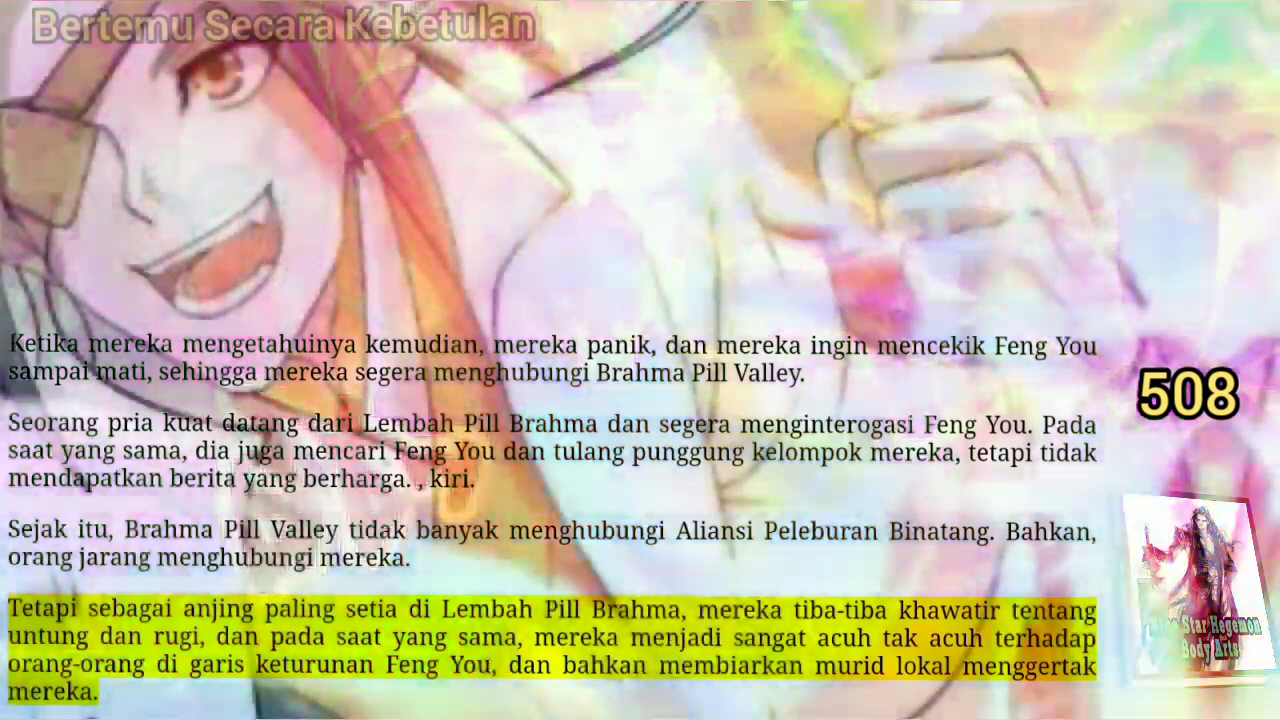 Bertemu Secara Kebetulan
Ketika mereka mengetahuinya kemudian, mereka panik, dan mereka ingin mencekik Feng You
sampai mati, sehingga mereka segera menghubungi Brahma Pill Valley.
Seorang pria kuat datang dari Lembah Pill Brahma dan segera menginterogasi Feng You. Pada
saat yang sama, dia juga mencari Feng You dan tulang punggung kelompok mereka, tetapi tidak
mendapatkan berita yang berharga. , kiri.
Sejak itu, Brahma Pill Valley tidak banyak menghubungi Aliansi Peleburan Binatang. Bahkan,
orang jarang menghubungi mereka.
Tetapi sebagai anjing paling setia di Lembah Pill Brahma, mereka tiba-tiba khawatir tentang
untung dan rugi, dan pada saat yang sama, mereka menjadi sangat acuh tak acuh terhadap
orang-orang di garis keturunan Feng You, dan bahkan membiarkan murid lokal menggertak
mereka.
508
Star Hegemon
Body Arts